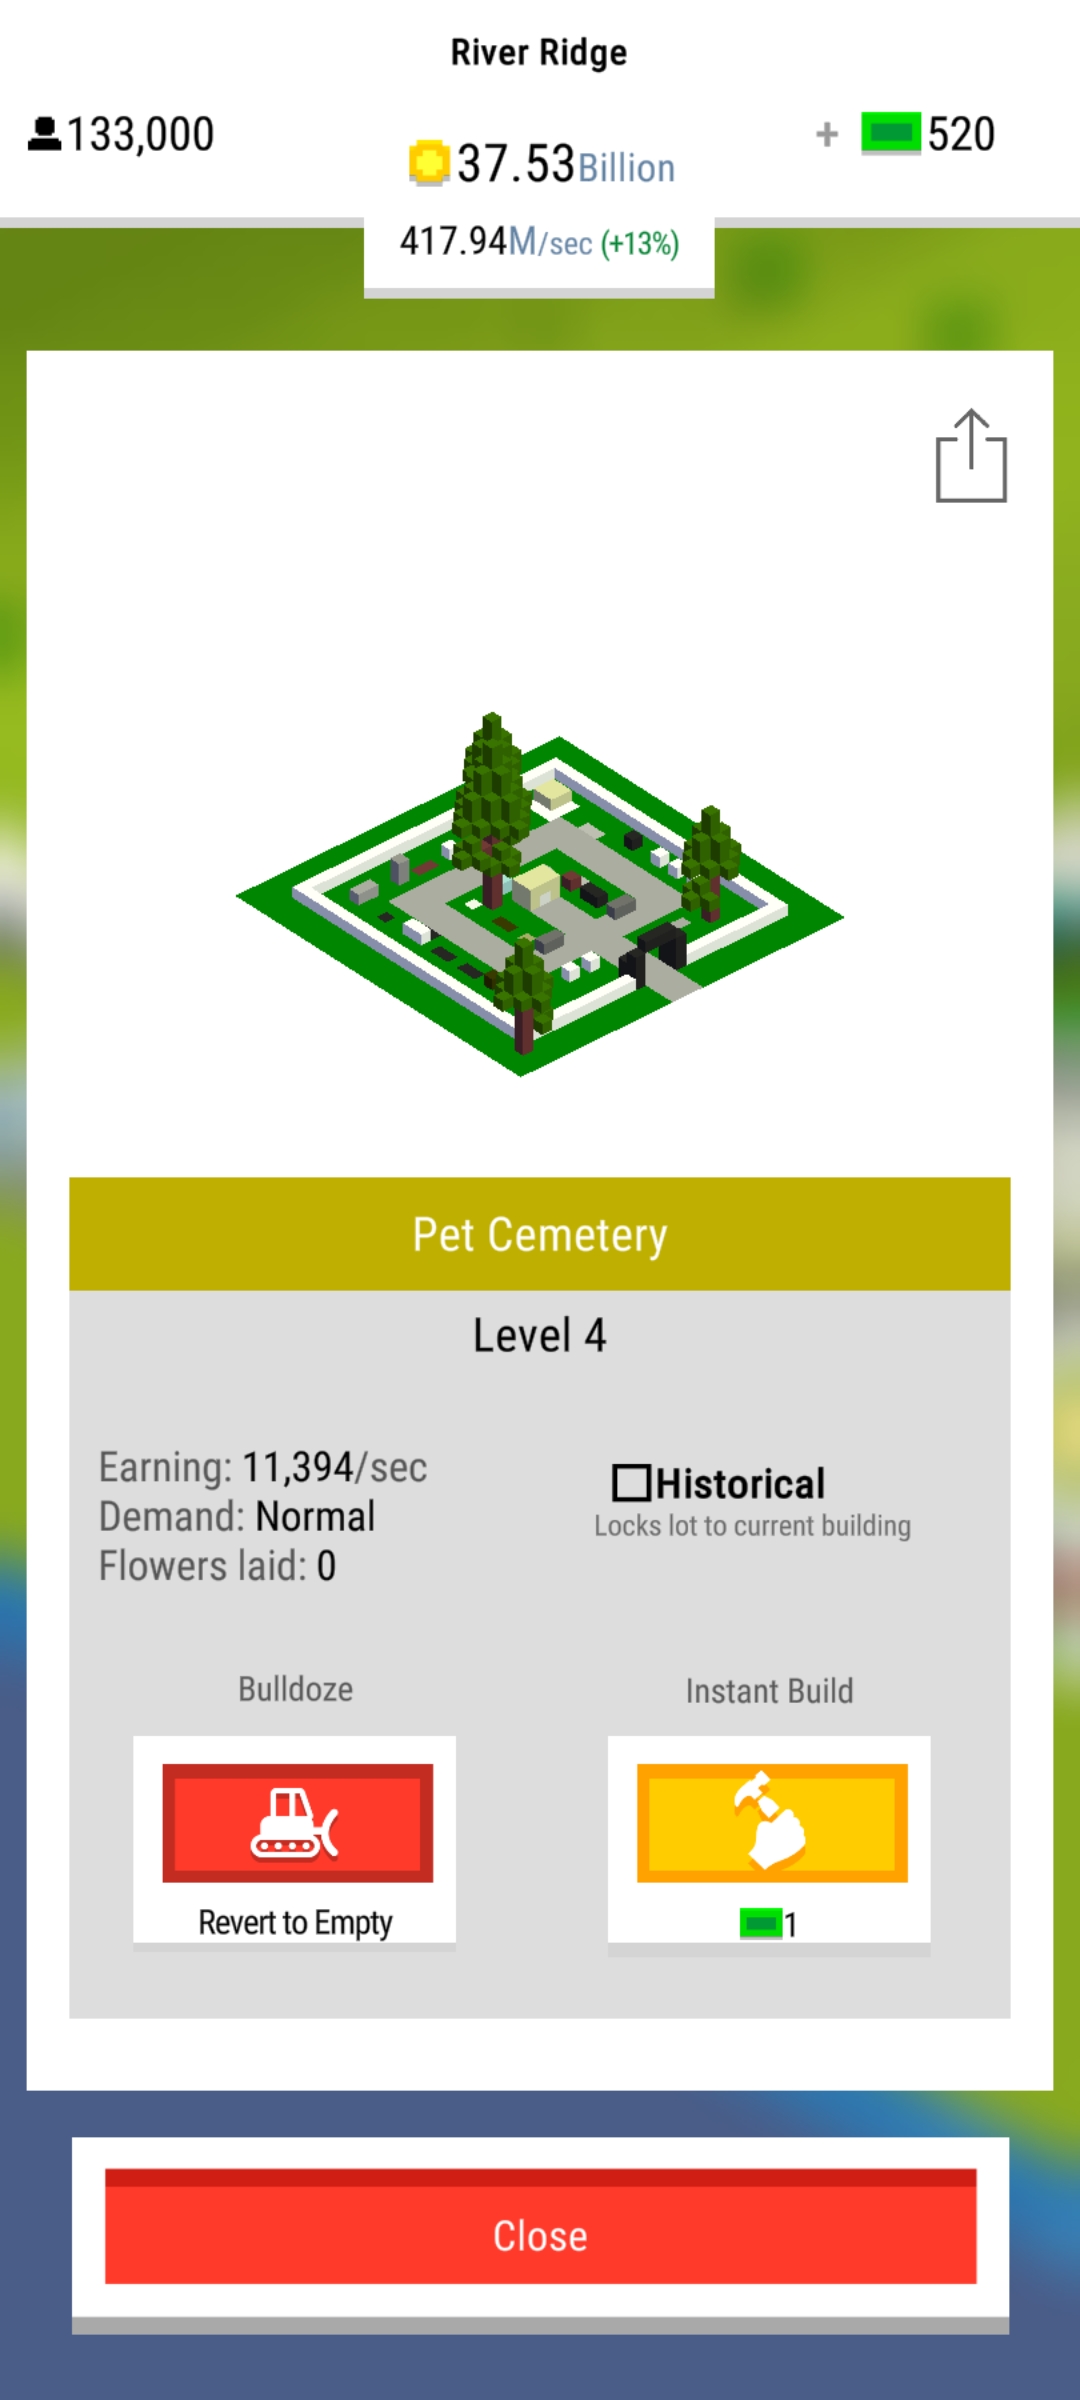 River Ridge
133,000
37.53Billion
+ 520
417.94M/sec (+13%)
Pet Cemetery
Level 4
Earning: 11,394/sec
Demand: Normal
Flowers laid: 0
Historical
Locks lot to current building
Bulldoze
Instant Build
Revert to Empty
1
Close